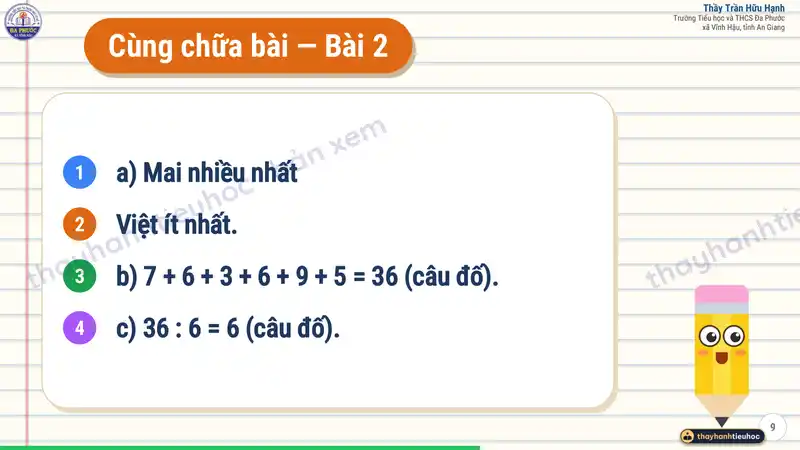 Thầy Trần Hữu Hạnh
Trường Tiểu học và THCS Đa Phước
xã Vĩnh Hậu, tỉnh An Giang
ĐA PHƯỚC
Cùng chữa bài – Bài 2
1 a) Mai nhiều nhất
2 Việt ít nhất.
3 b) 7 + 6 + 3 + 6 + 9 + 5 = 36 (câu đố).
4 c) 36 : 6 = 6 (câu đố).
thayhanhtieuhoc
9